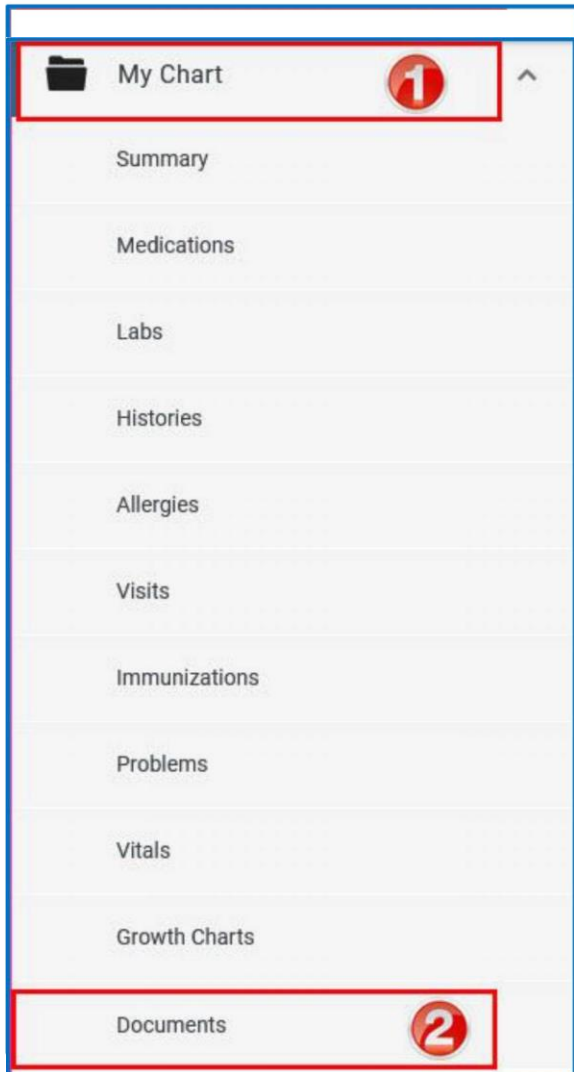 My Chart 1
Summary
Medications
Labs
Histories
Allergies
Visits
Immunizations
Problems
Vitals
Growth Charts
Documents 2